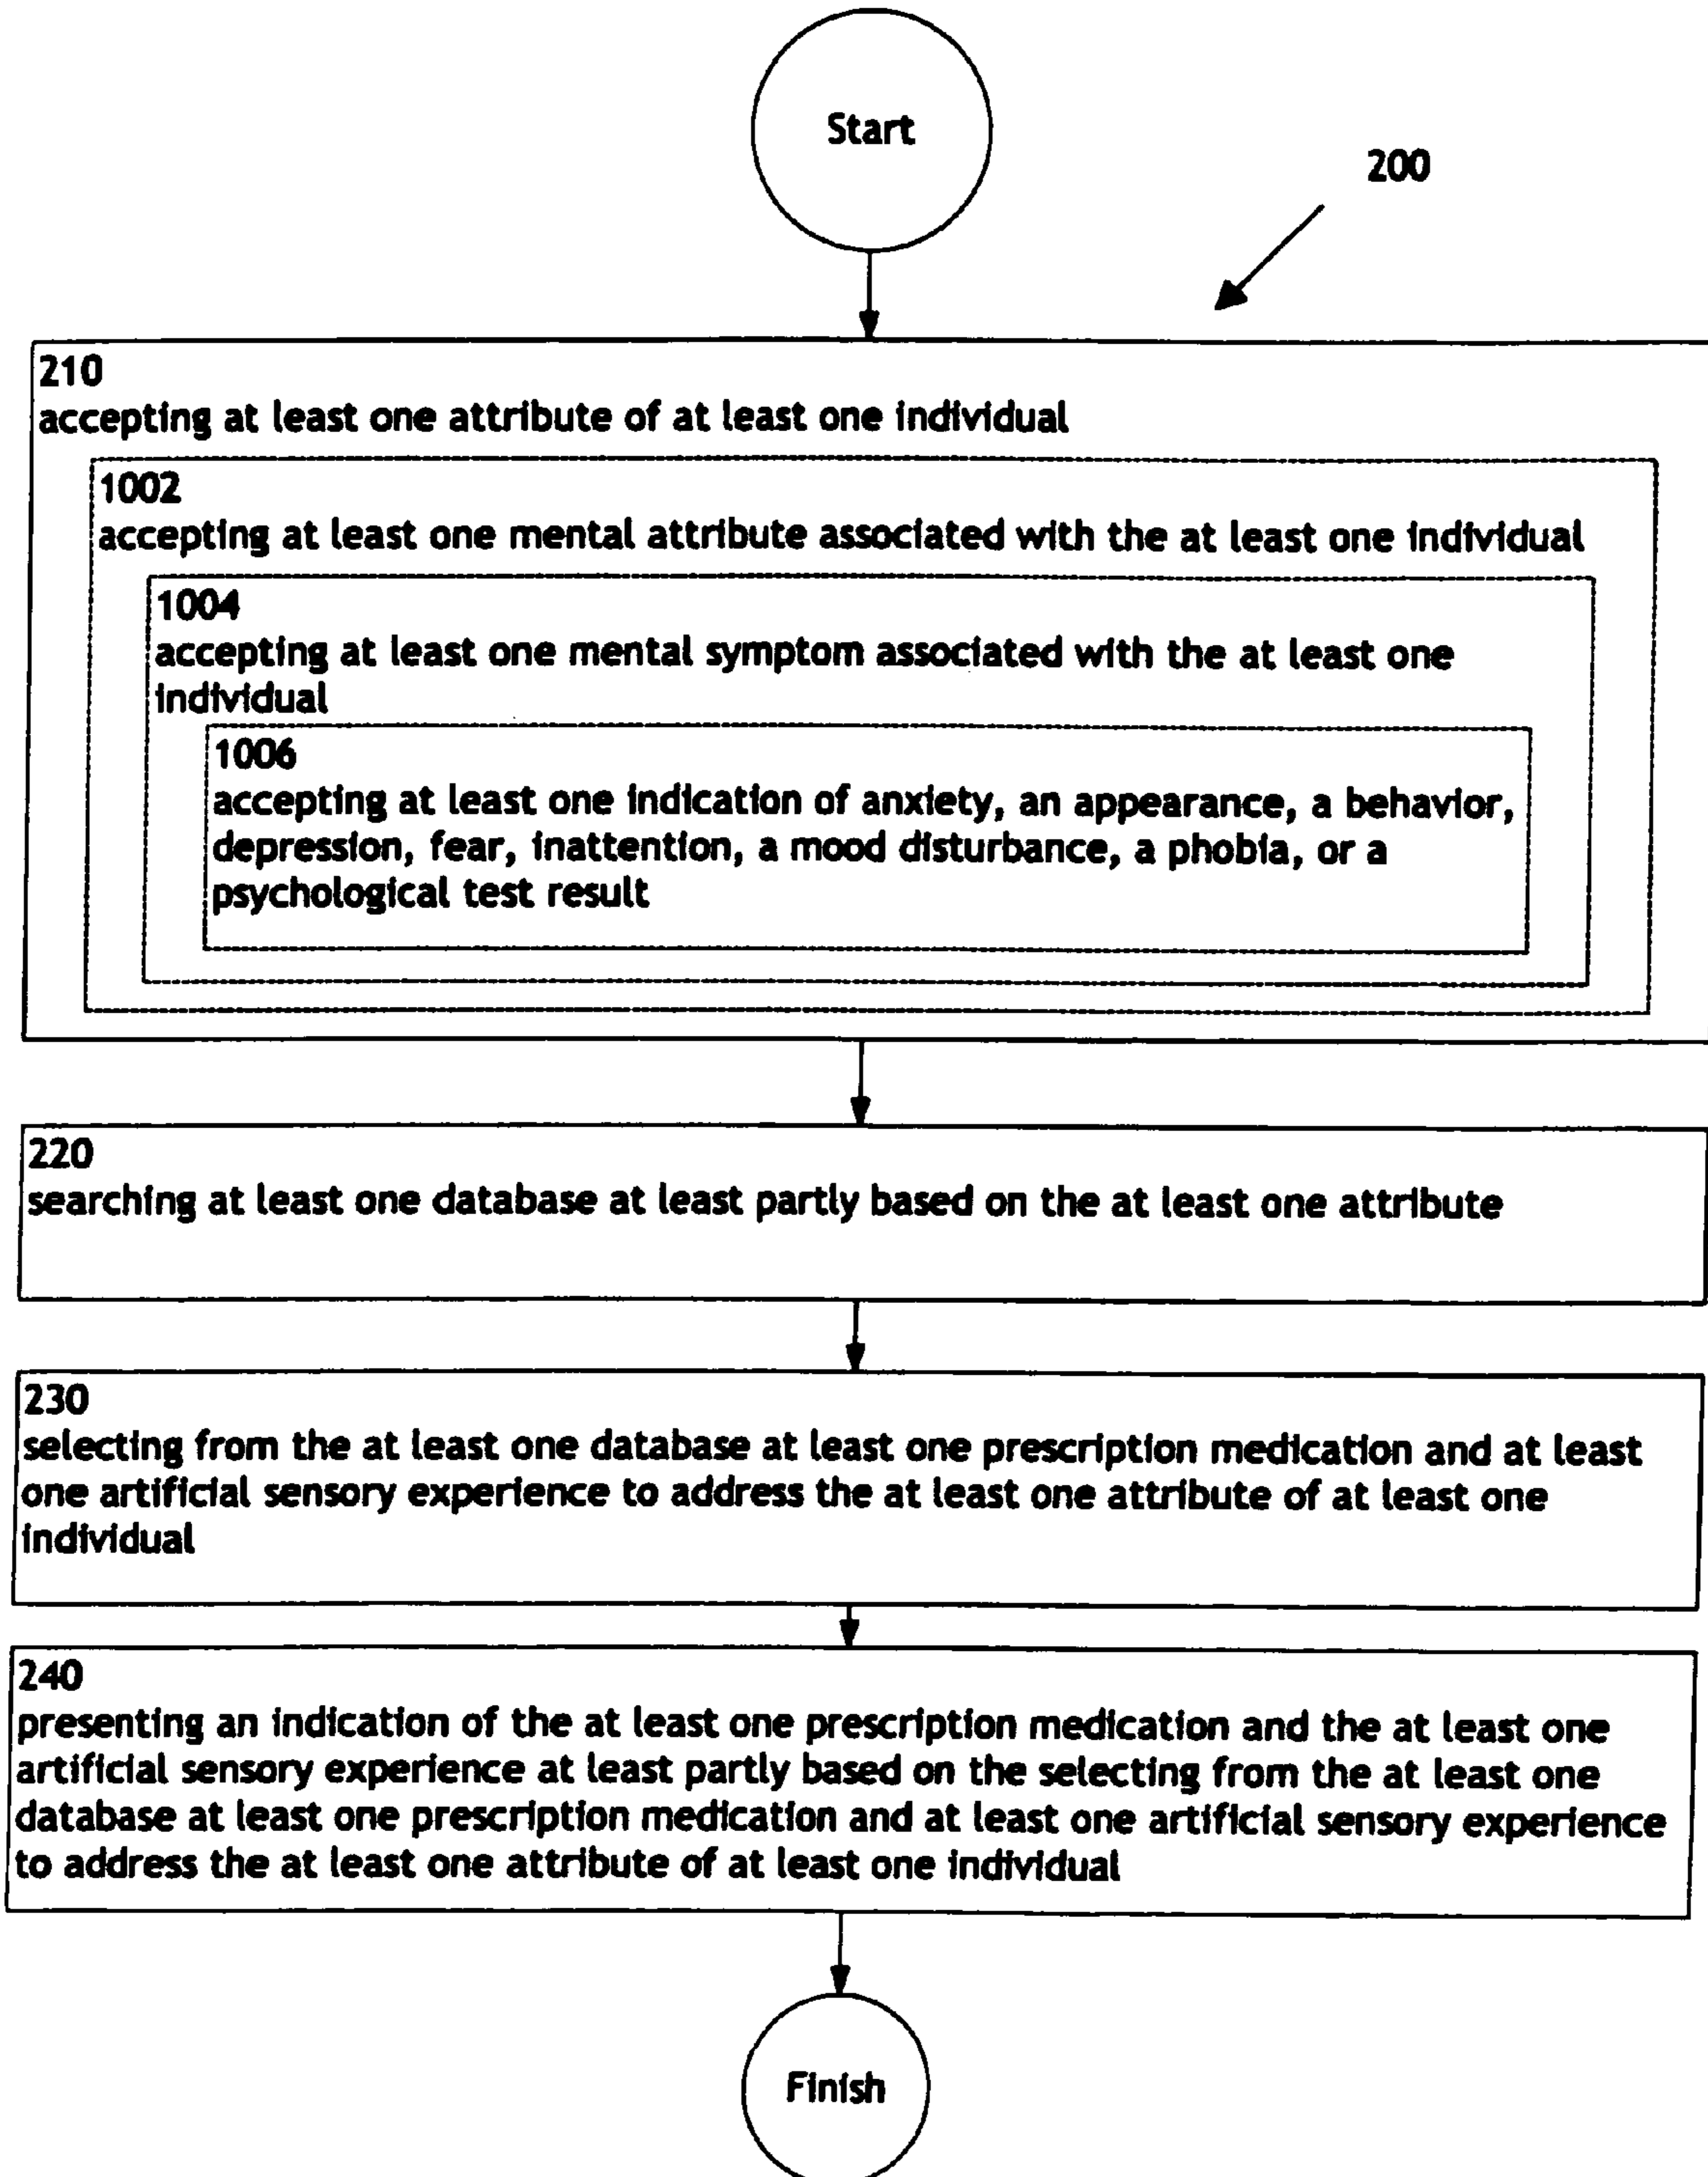 Start
200
210
accepting at least one attribute of at least one individual
1002
accepting at least one mental attribute associated with the at least one individual
1004
accepting at least one mental symptom associated with the at least one
individual
1006
accepting at least one indication of anxiety, an appearance, a behavior,
depression, fear, inattention, a mood disturbance, a phobia, or a
psychological test result
220
searching at least one database at least partly based on the at least one attribute
230
selecting from the at least one database at least one prescription medication and at least
one artificial sensory experience to address the at least one attribute of at least one
individual
240
presenting an indication of the at least one prescription medication and the at least one
artificial sensory experience at least partly based on the selecting from the at least one
database at least one prescription medication and at least one artificial sensory experience
to address the at least one attribute of at least one individual
Finish